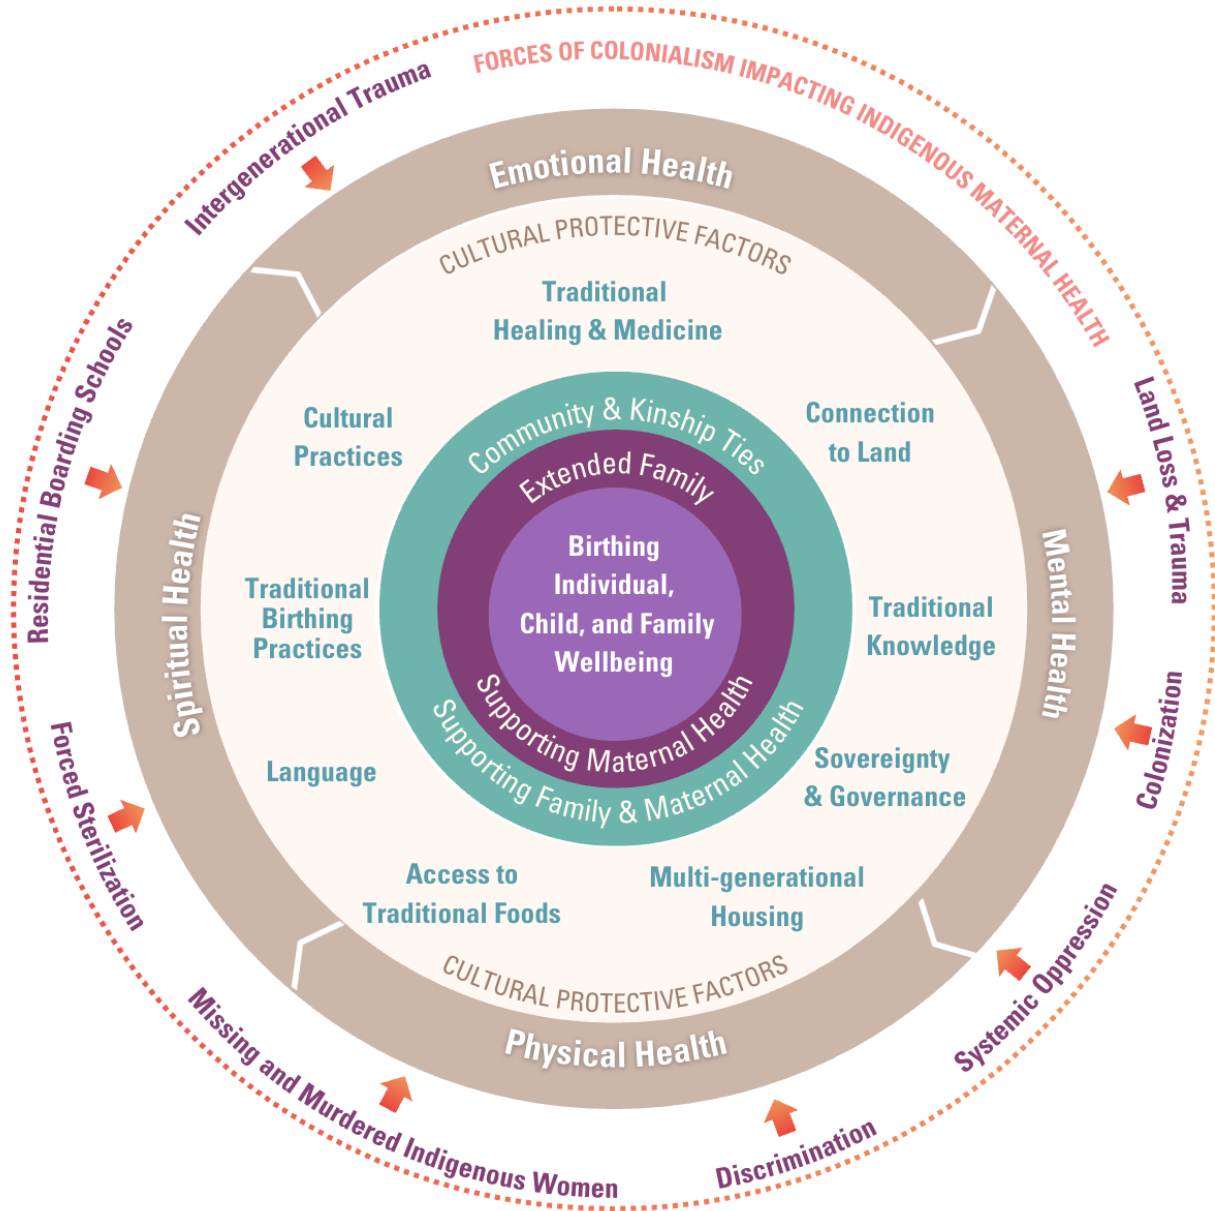 FORCES OF COLONIALISM IMPACTING INDIGENOUS MATERNAL HEALTH
Intergenerational Trauma
Residential Boarding Schools
Forced Sterilization
Missing and Murdered Indigenous Women
Discrimination
Systemic Oppression
Colonization
Land Loss & Trauma
Emotional Health
Mental Health
Physical Health
Spiritual Health
CULTURAL PROTECTIVE FACTORS
Traditional
Healing & Medicine
Connection
to Land
Traditional
Knowledge
Sovereignty
& Governance
Multi-generational
Housing
Access to
Traditional Foods
Language
Traditional
Birthing
Practices
Cultural
Practices
CULTURAL PROTECTIVE FACTORS
Community & Kinship Ties
Supporting Family & Maternal Health
Extended Family
Supporting Maternal Health
Birthing
Individual,
Child, and Family
Wellbeing